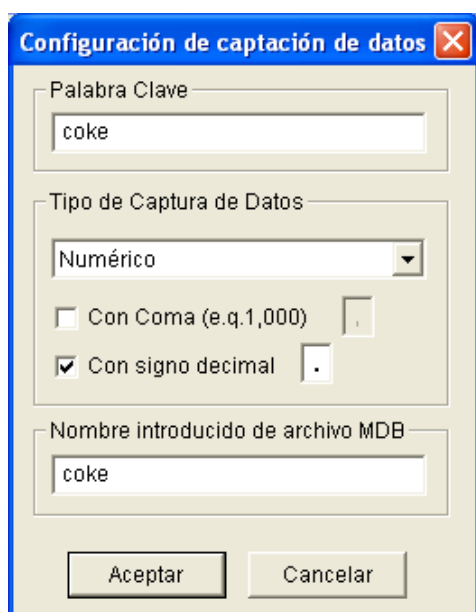 Configuración de captación de datos
Palabra Clave
coke
Tipo de Captura de Datos
Numérico
Con Coma (e.q.1,000) ,
Con signo decimal .
Nombre introducido de archivo MDB
coke
Aceptar Cancelar